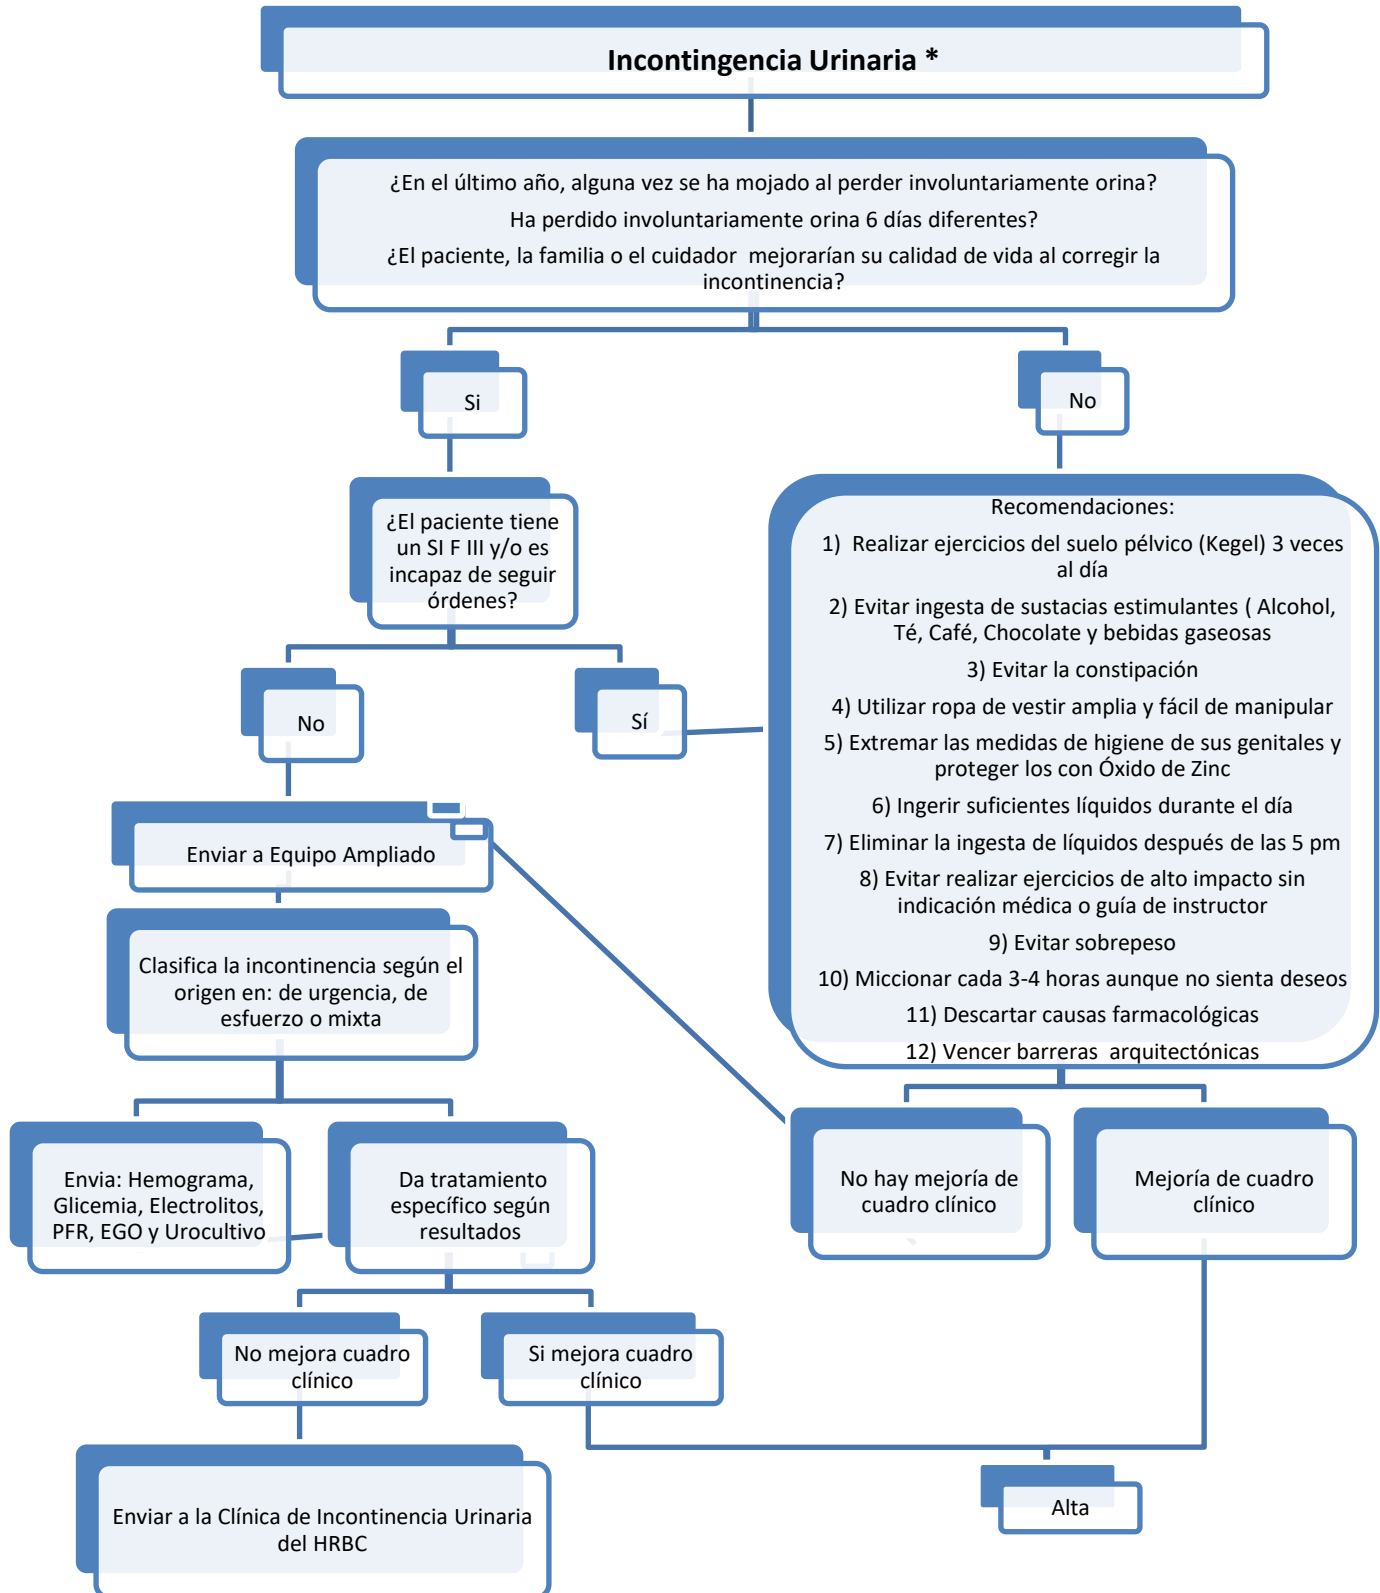 Incontingencia Urinaria *
¿En el último año, alguna vez se ha mojado al perder involuntariamente orina?
Ha perdido involuntariamente orina 6 días diferentes?
¿El paciente, la familia o el cuidador mejorarían su calidad de vida al corregir la
incontinencia?
Si
No
¿El paciente tiene
un SI F III y/o es
incapaz de seguir
órdenes?
No
Sí
Recomendaciones:
1) Realizar ejercicios del suelo pélvico (Kegel) 3 veces
al día
2) Evitar ingesta de sustacias estimulantes ( Alcohol,
Té, Café, Chocolate y bebidas gaseosas
3) Evitar la constipación
4) Utilizar ropa de vestir amplia y fácil de manipular
5) Extremar las medidas de higiene de sus genitales y
proteger los con Óxido de Zinc
6) Ingerir suficientes líquidos durante el día
7) Eliminar la ingesta de líquidos después de las 5 pm
8) Evitar realizar ejercicios de alto impacto sin
indicación médica o guía de instructor
9) Evitar sobrepeso
10) Miccionar cada 3-4 horas aunque no sienta deseos
11) Descartar causas farmacológicas
12) Vencer barreras arquitectónicas
Enviar a Equipo Ampliado
Clasifica la incontinencia según el
origen en: de urgencia, de
esfuerzo o mixta
Envia: Hemograma,
Glicemia, Electrolitos,
PFR, EGO y Urocultivo
Da tratamiento
específico según
resultados
No hay mejoría de
cuadro clínico
Mejoría de cuadro
clínico
No mejora cuadro
clínico
Si mejora cuadro
clínico
Enviar a la Clínica de Incontinencia Urinaria
del HRBC
Alta